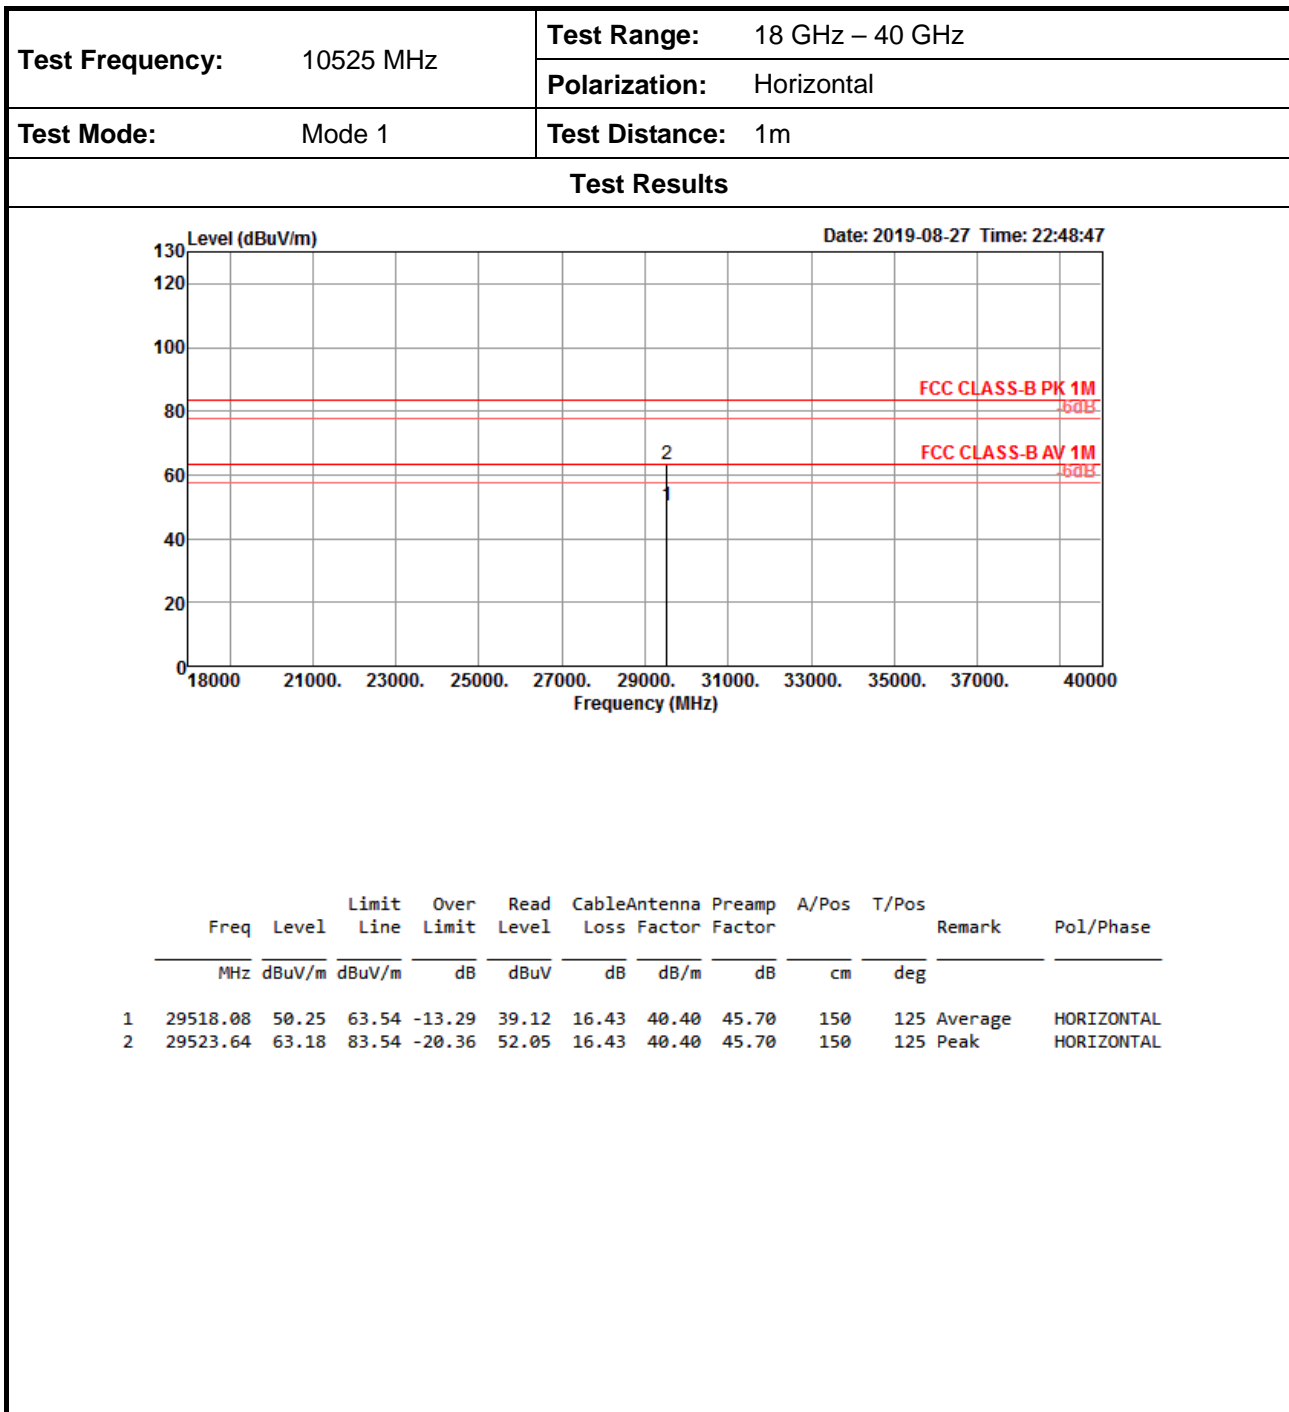 Test Frequency: 10525 MHz
Test Range: 18 GHz – 40 GHz
Polarization: Horizontal
Test Mode: Mode 1
Test Distance: 1m
Test Results
Level (dBuV/m)
Date: 2019-08-27 Time: 22:48:47
130
120
100
FCC CLASS-B PK 1M
80
-6dB
2
FCC CLASS-B AV 1M
60
-6dB
1
40
20
0
18000 21000. 23000. 25000. 27000. 29000. 31000. 33000. 35000. 37000. 40000
Frequency (MHz)
Limit Over Read CableAntenna Preamp A/Pos T/Pos
Freq Level Line Limit Level Loss Factor Factor Remark Pol/Phase
MHz dBuV/m dBuV/m dB dBuV dB dB/m dB cm deg
1 29518.08 50.25 63.54 -13.29 39.12 16.43 40.40 45.70 150 125 Average HORIZONTAL
2 29523.64 63.18 83.54 -20.36 52.05 16.43 40.40 45.70 150 125 Peak HORIZONTAL